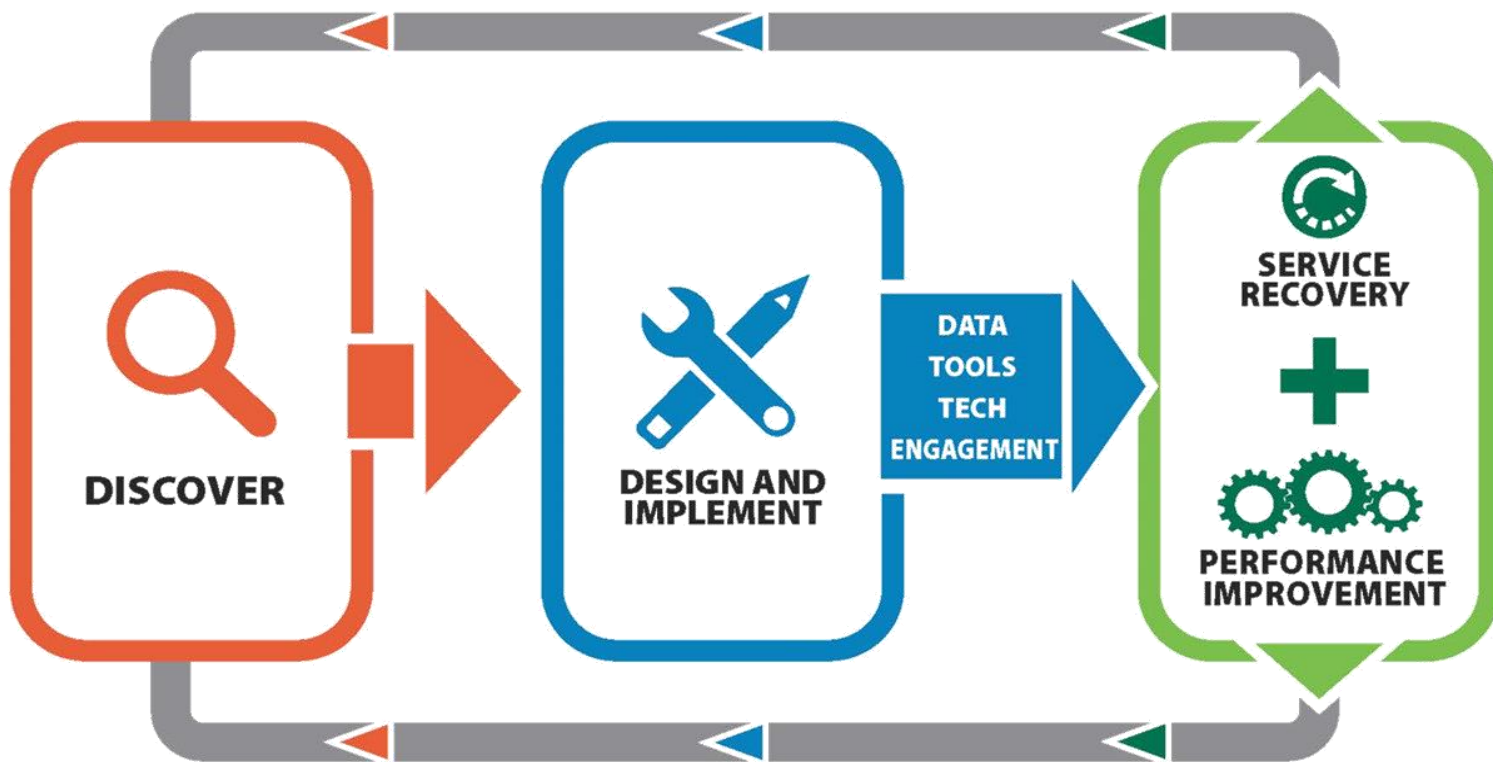 DISCOVER
DESIGN AND
IMPLEMENT
DATA
TOOLS
TECH
ENGAGEMENT
SERVICE
RECOVERY
PERFORMANCE
IMPROVEMENT